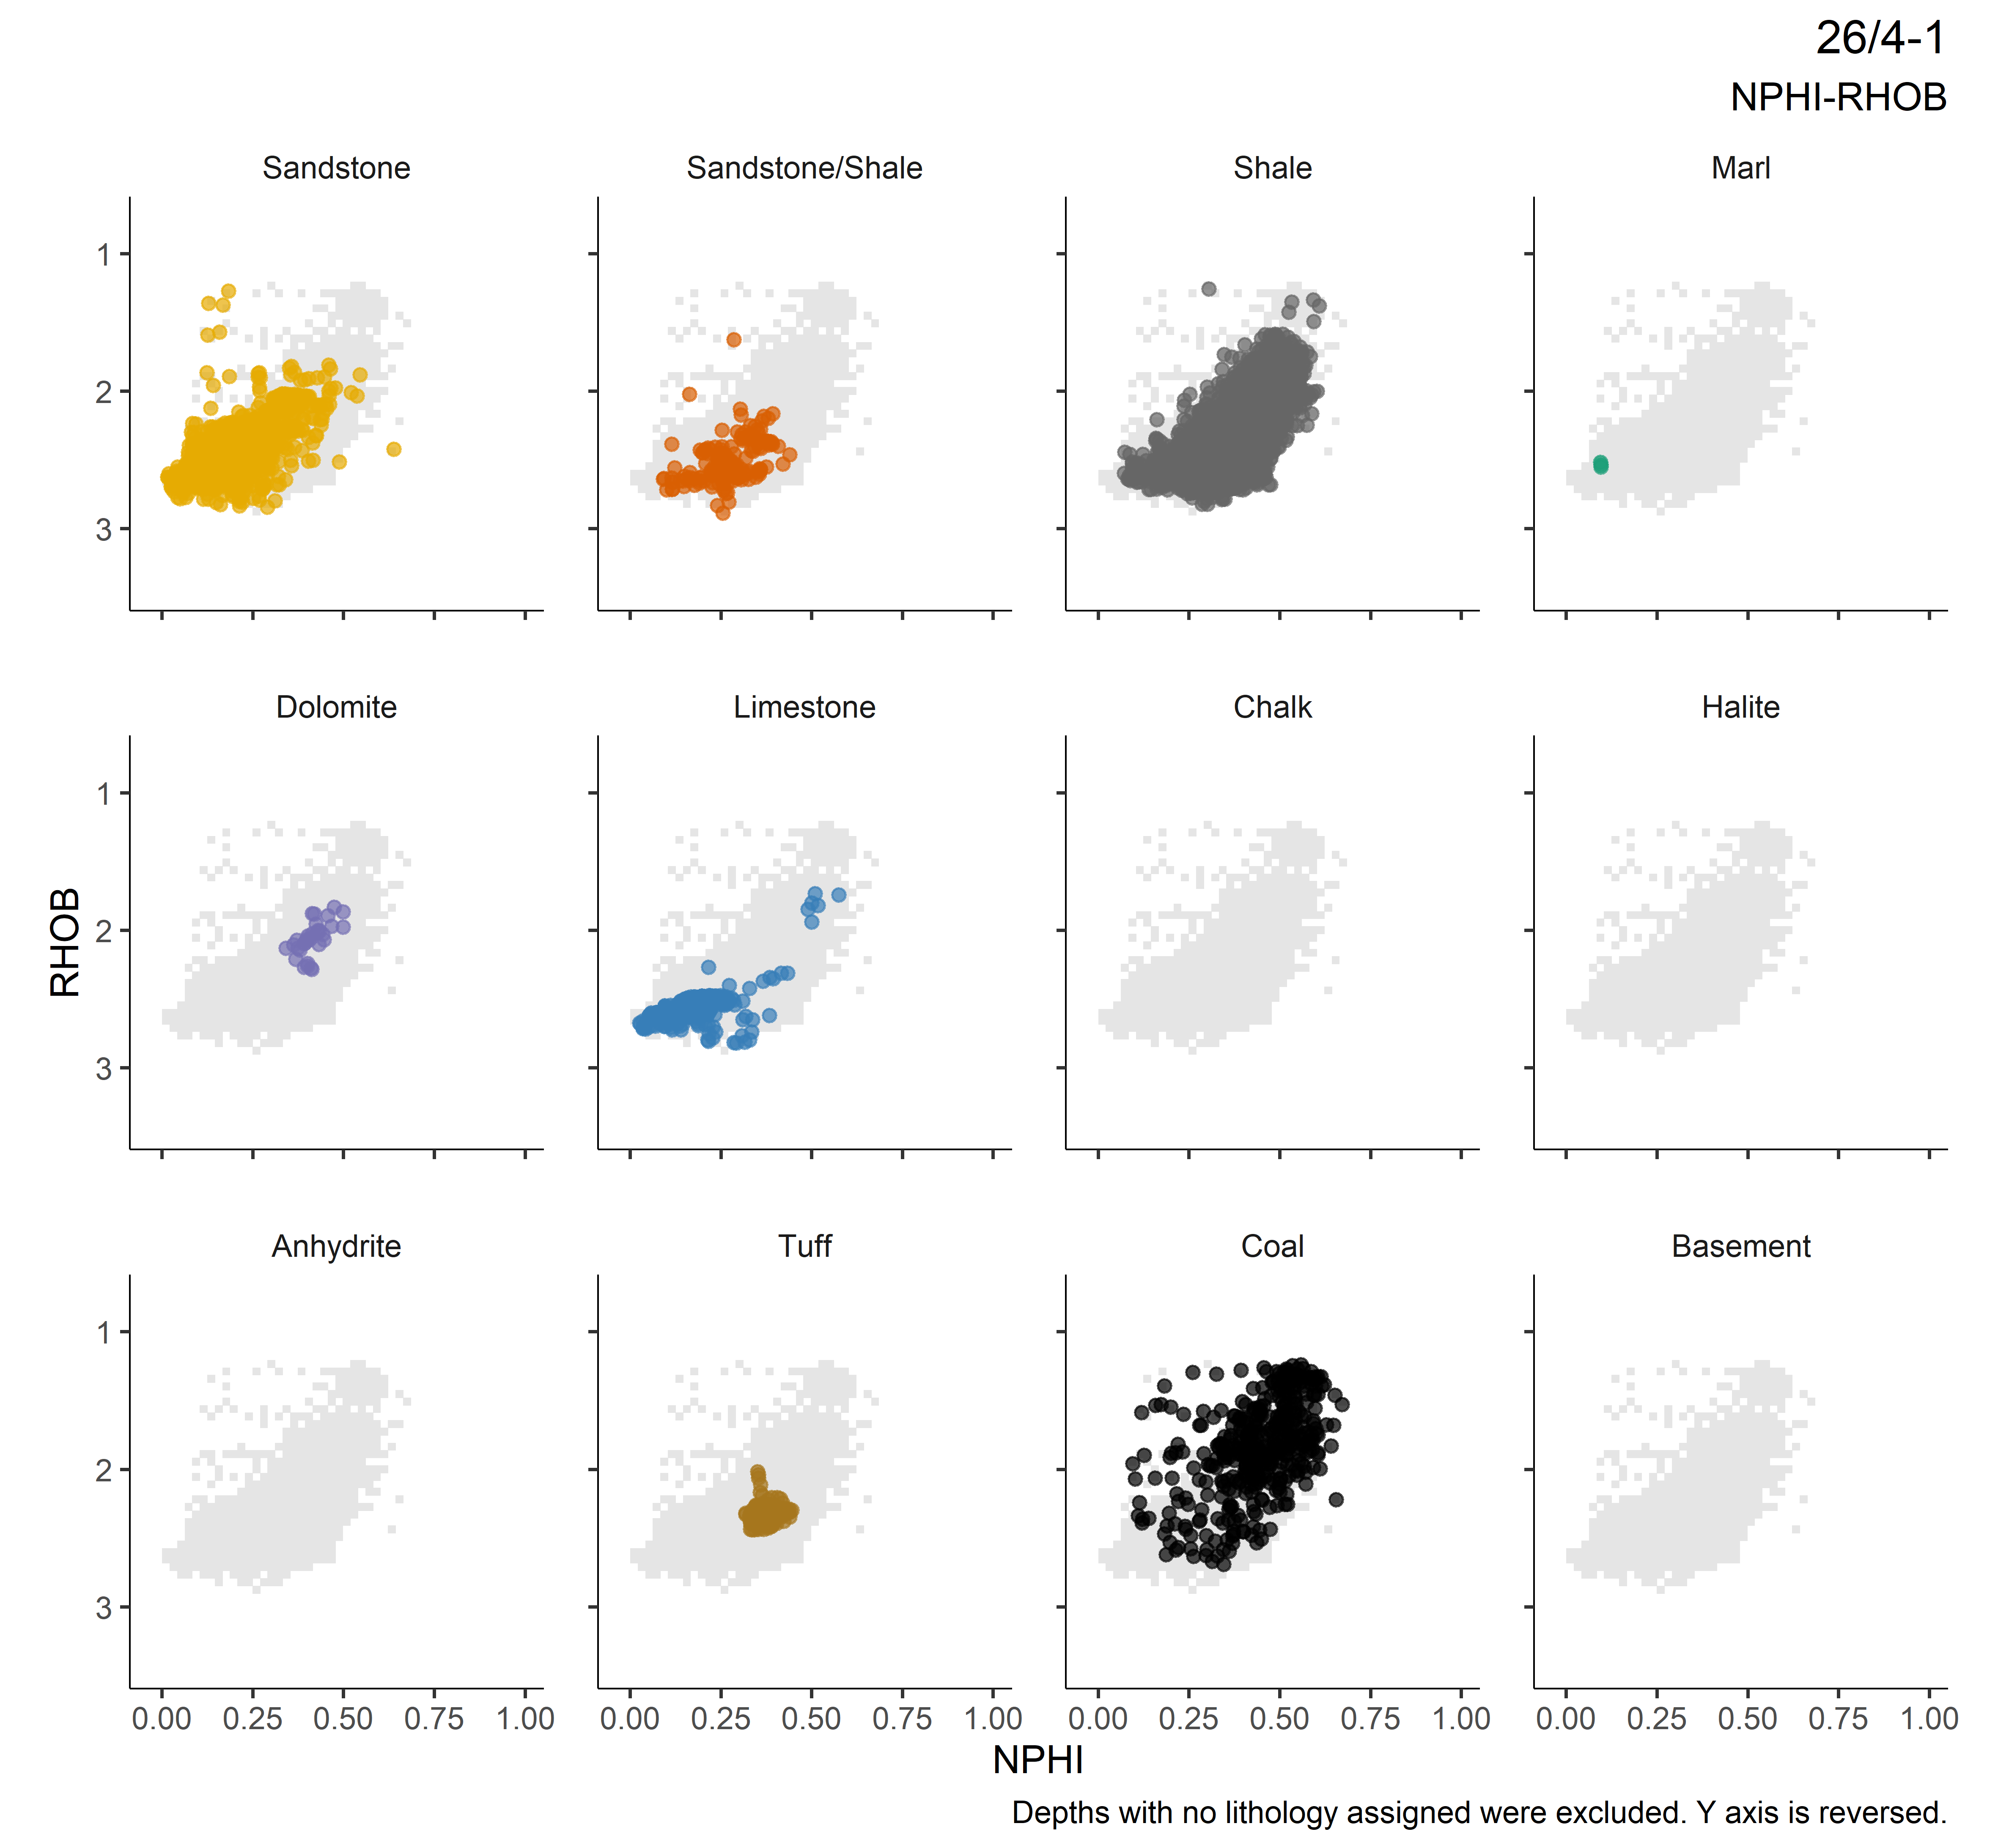 26/4-1
NPHI-RHOB
Sandstone Sandstone/Shale Shale Marl
1
2
3
Dolomite Limestone Chalk Halite
1
2
3
RHOB
Anhydrite Tuff Coal Basement
1
2
3
0.00 0.25 0.50 0.75 1.00 0.00 0.25 0.50 0.75 1.00 0.00 0.25 0.50 0.75 1.00 0.00 0.25 0.50 0.75 1.00
NPHI
Depths with no lithology assigned were excluded. Y axis is reversed.